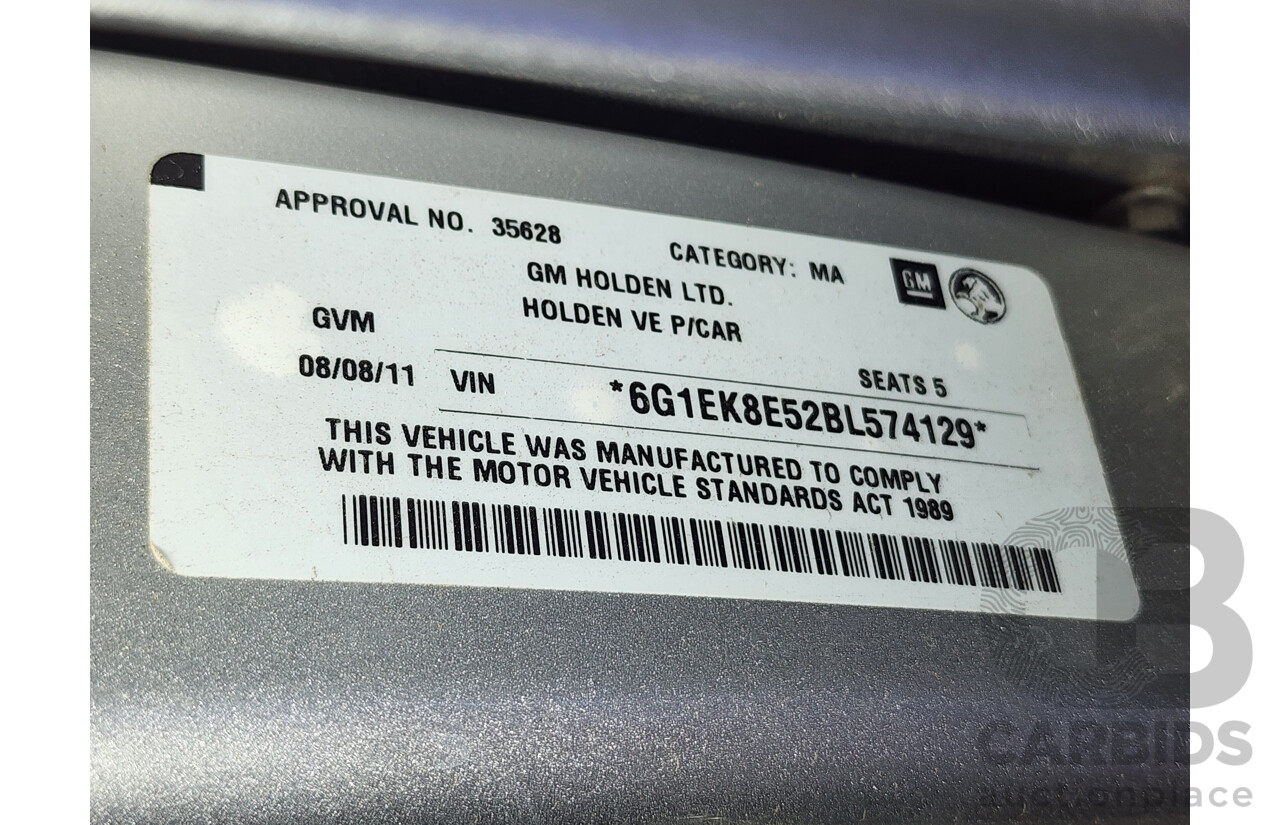 APPROVAL NO. 35628
CATEGORY: MA
GM
GM HOLDEN LTD.
HOLDEN VE P/CAR
GVM
SEATS 5
08/08/11 VIN *6G1EK8E52BL574129*
THIS VEHICLE WAS MANUFACTURED TO COMPLY
WITH THE MOTOR VEHICLE STANDARDS ACT 1989
CARBIDS
auctionplace